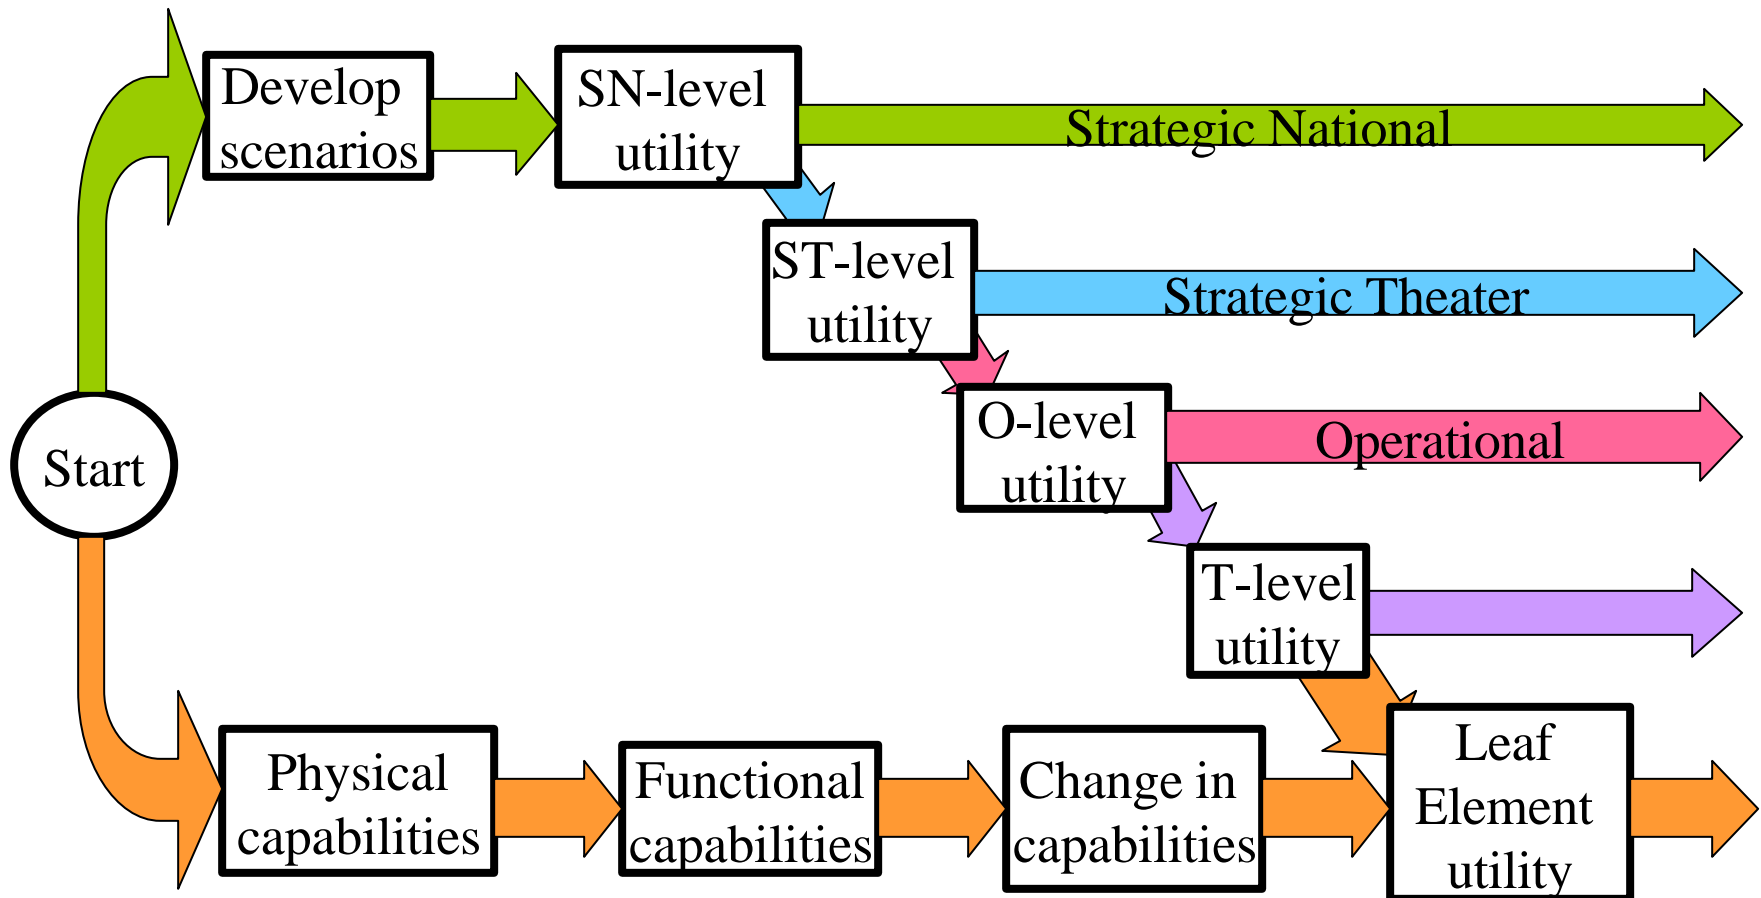 Develop
scenarios
SN-level
utility
Strategic National
ST-level
utility
Strategic Theater
O-level
utility
Operational
Start
T-level
utility
Physical
capabilities
Functional
capabilities
Change in
capabilities
Leaf
Element
utility